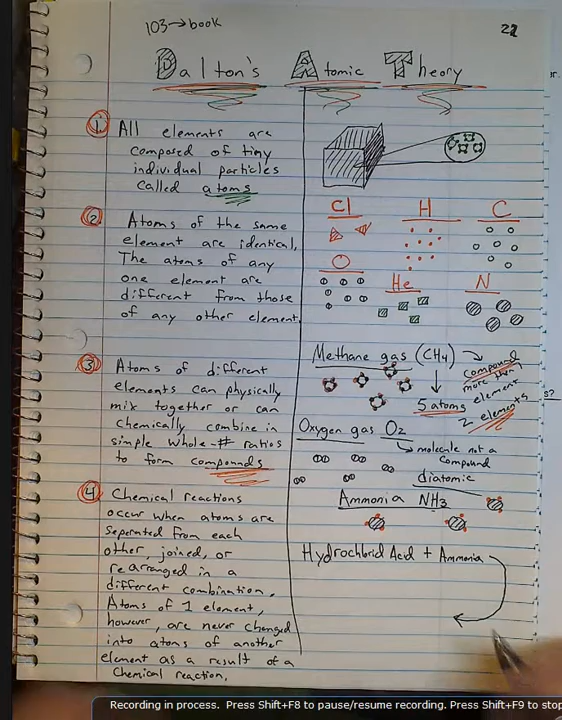 103→book
22
Dalton's Atomic Theory
① All elements are
composed of tiny
individual particles
called atoms
② Atoms of the same
element are identical.
The atoms of any
one element are
different from those
of any other element.
③ Atoms of different
elements can physically
mix together or can
chemically combine in
simple whole-# ratios
to form compounds
④ Chemical reactions
occur when atoms are
seperated from each
other, joined, or
rearranged in a
different combination.
Atoms of 1 element,
however, are never changed
into atoms of another
element as a result of a
chemical reaction.
Cl H C
O He N
Methane gas (CH4) →
compound
more than
element
2 elements
5 atoms
Oxygen gas O2
molecule not a
compound
diatomic
Ammonia NH3
Hydrochloric Acid + Ammonia
er.
s?
Recording in process. Press Shift+F8 to pause/resume recording. Press Shift+F9 to stop